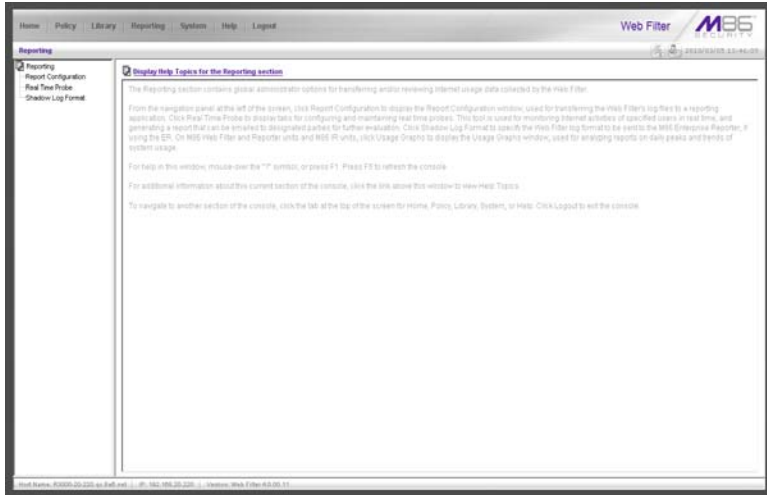 Home Policy Library Reporting System Help Logout
Web Filter
M86
SECURITY
Reporting
Reporting
Report Configuration
Real Time Probe
Shadow Log Format
Display Help Topics for the Reporting section
The Reporting section contains global administrator options for transferring and/or reviewing Internet usage data collected by the Web Filter.
From the navigation panel at the left of the screen, click Report Configuration to display the Report Configuration window, used for transferring the Web Filter's log files to a reporting
application. Click Real Time Probe to display tabs for configuring and maintaining real time probes. This tool is used for monitoring Internet activities of specified users in real time, and
generating a report that can be emailed to designated parties for further evaluation. Click Shadow Log Format to specify the Web Filter log format to be sent to the M86 Enterprise Reporter, if
using the ER. On M86 Web Filter and Reporter units and M86 IR units, click Usage Graphs to display the Usage Graphs window, used for analyzing reports on daily peaks and trends of
system usage.
For help in this window, mouse-over the "?" symbol, or press F1. Press F5 to refresh the console.
For additional information about this current section of the console, click the link above this window to view Help Topics.
To navigate to another section of the console, click the tab at the top of the screen for Home, Policy, Library, System, or Help. Click Logout to exit the console.
Host Name: IP: Version: Web Filter